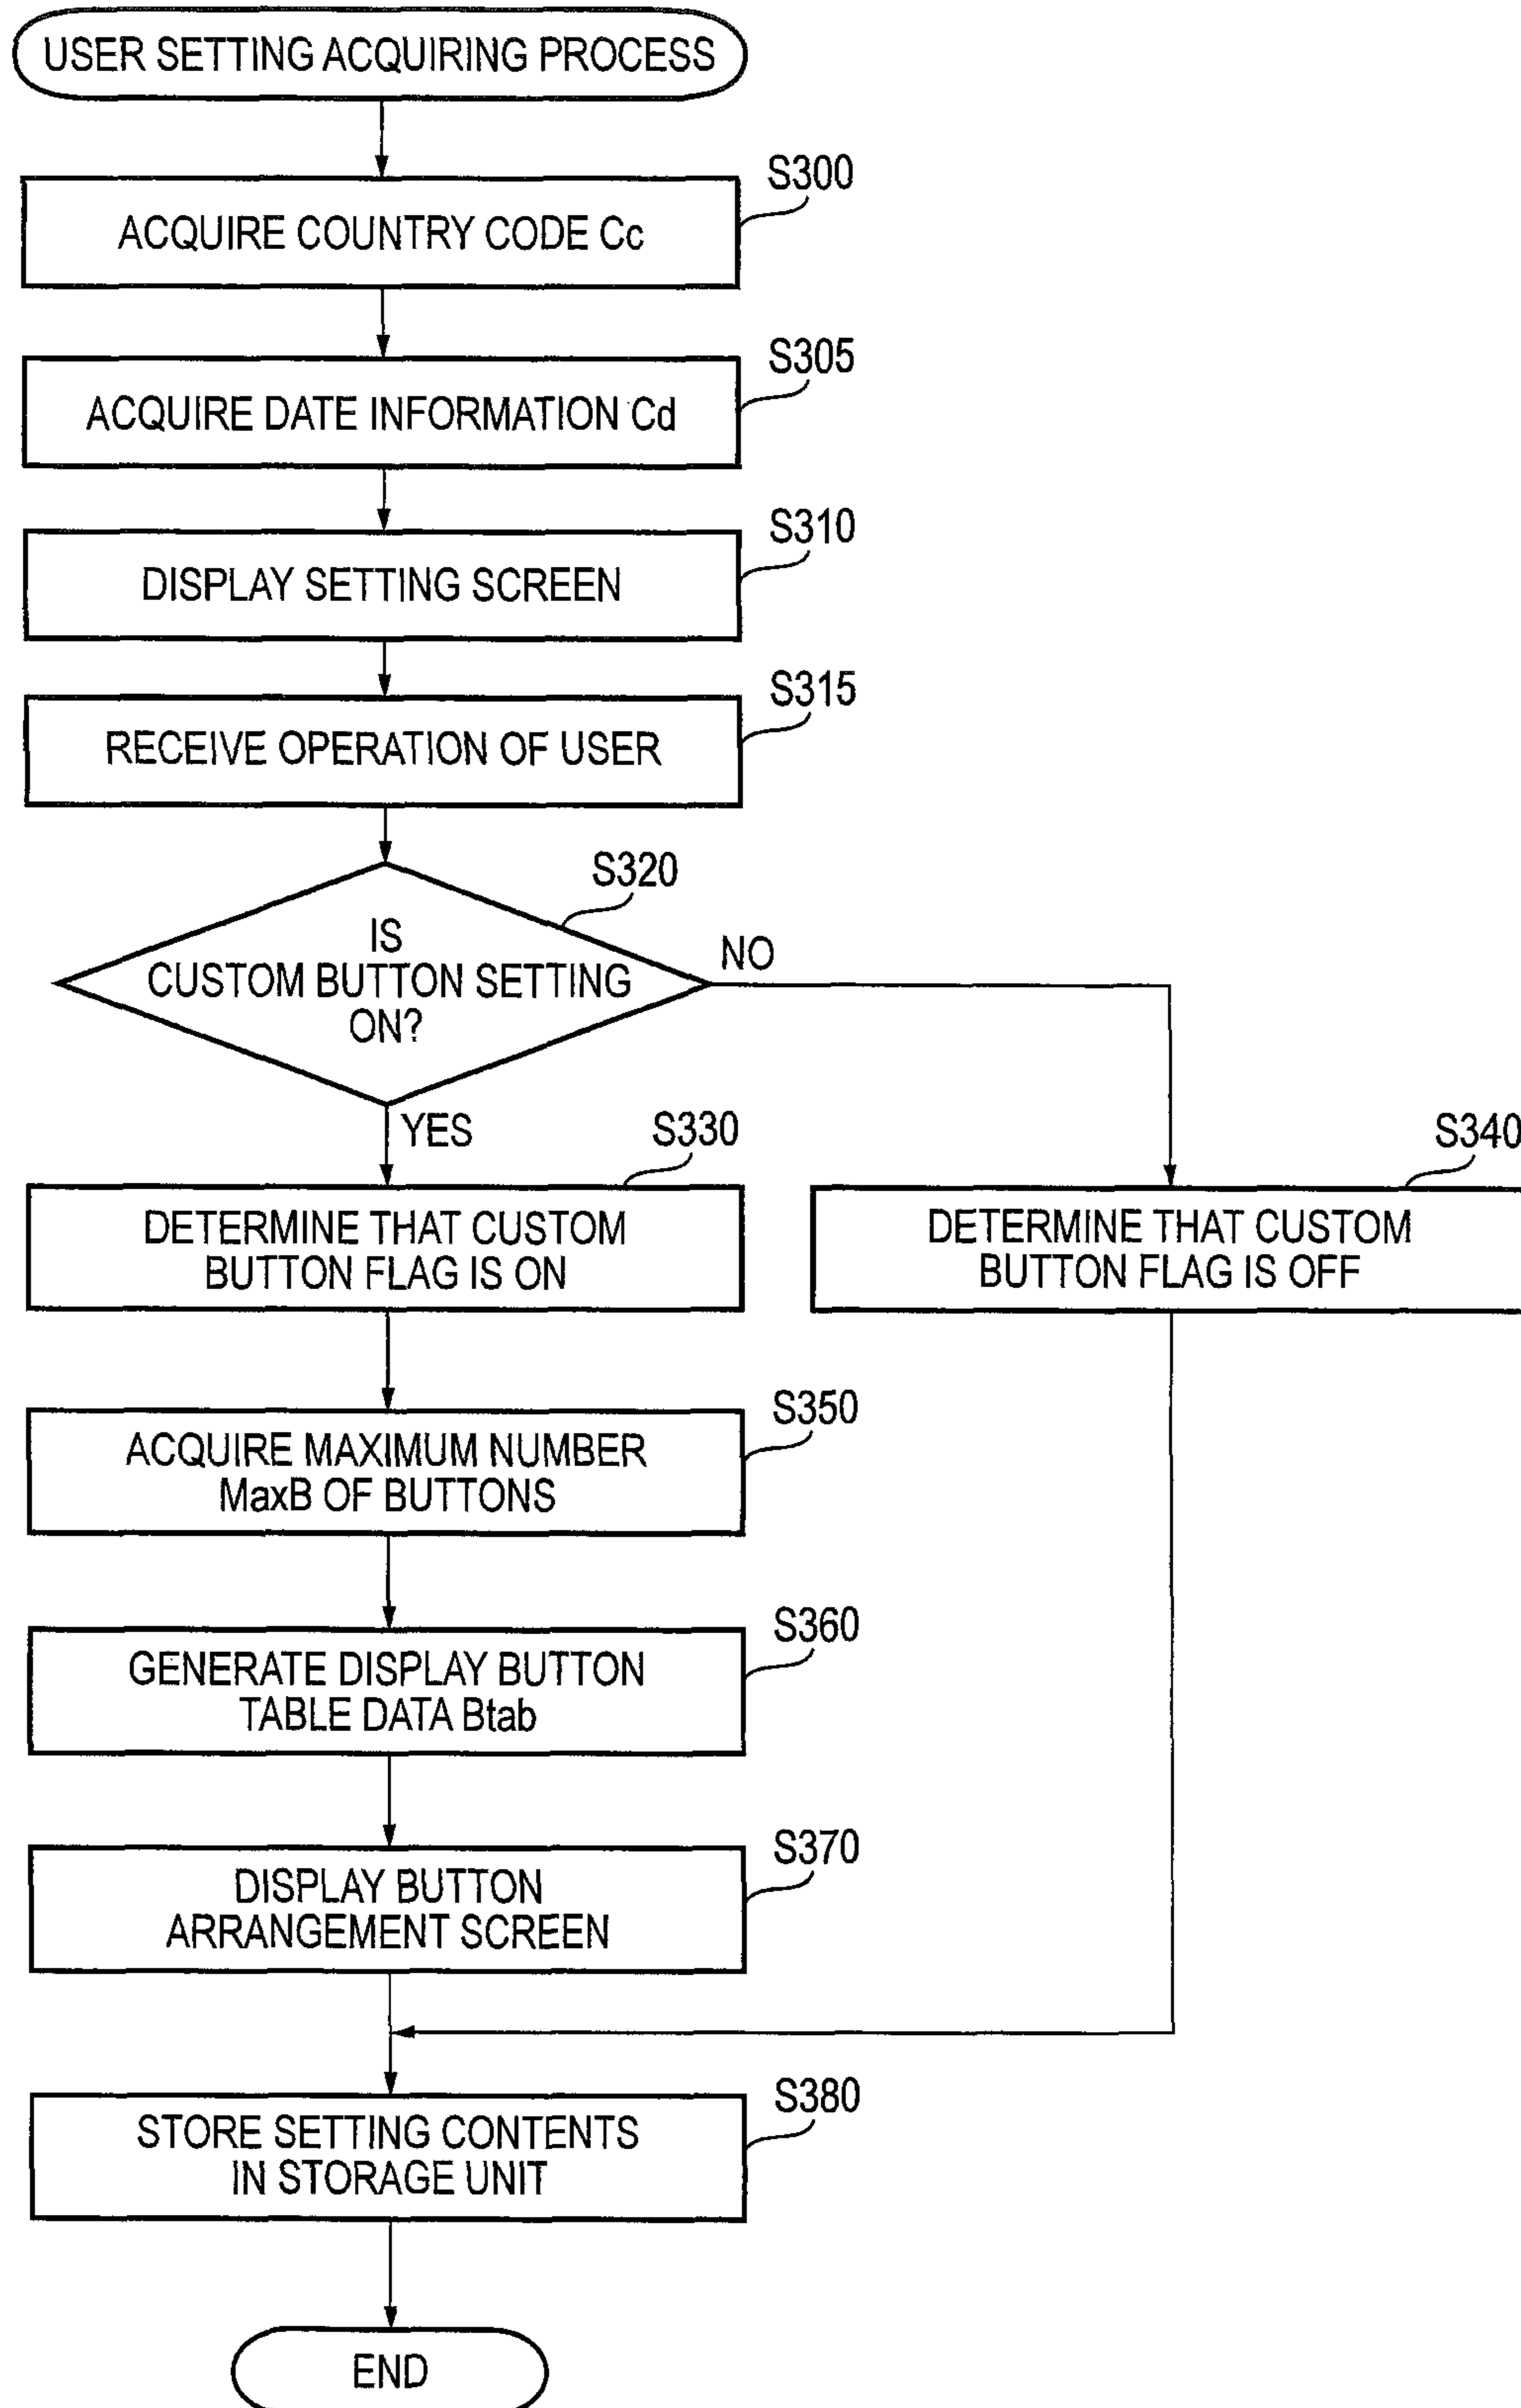 USER SETTING ACQUIRING PROCESS
S300
ACQUIRE COUNTRY CODE Cc
S305
ACQUIRE DATE INFORMATION Cd
S310
DISPLAY SETTING SCREEN
S315
RECEIVE OPERATION OF USER
S320
IS
CUSTOM BUTTON SETTING
ON?
NO
YES
S330
DETERMINE THAT CUSTOM
BUTTON FLAG IS ON
S340
DETERMINE THAT CUSTOM
BUTTON FLAG IS OFF
S350
ACQUIRE MAXIMUM NUMBER
MaxB OF BUTTONS
S360
GENERATE DISPLAY BUTTON
TABLE DATA Btab
S370
DISPLAY BUTTON
ARRANGEMENT SCREEN
S380
STORE SETTING CONTENTS
IN STORAGE UNIT
END